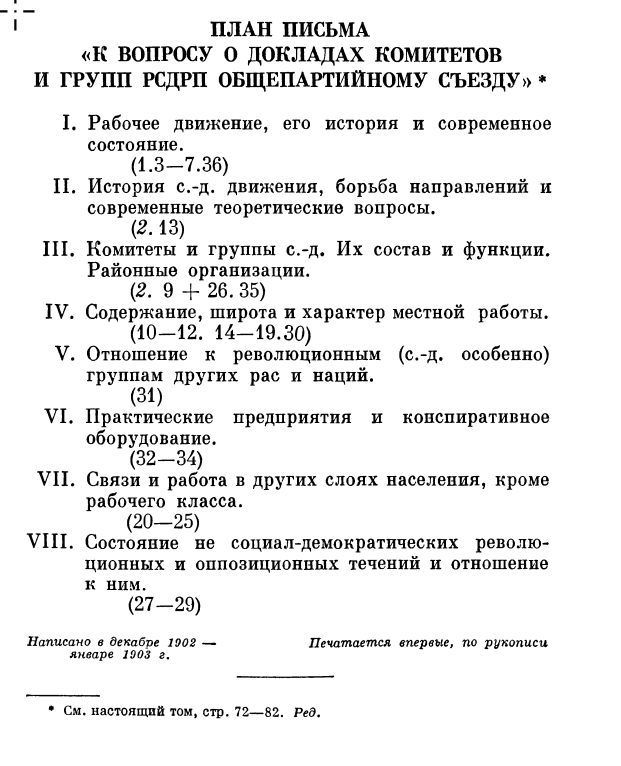 ПЛАН ПИСЬМА
«К ВОПРОСУ О ДОКЛАДАХ КОМИТЕТОВ
И ГРУПП РСДРП ОБЩЕПАРТИЙНОМУ СЪЕЗДУ» *
I. Рабочее движение, его история и современное
состояние.
(1.3—7.36)
II. История с.-д. движения, борьба направлений и
современные теоретические вопросы.
(2. 13)
III. Комитеты и группы с.-д. Их состав и функции.
Районные организации.
(2. 9 + 26. 35)
IV. Содержание, широта и характер местной работы.
(10—12. 14—19.30)
V. Отношение к революционным (с.-д. особенно)
группам других рас и наций.
(31)
VI. Практические предприятия и конспиративное
оборудование.
(32—34)
VII. Связи и работа в других слоях населения, кроме
рабочего класса.
(20—25)
VIII. Состояние не социал-демократических револю-
ционных и оппозиционных течений и отношение
к ним.
(27—29)
Написано в декабре 1902 — Печатается впервые, по рукописи
январе 1903 г.
* См. настоящий том, стр. 72—82. Ред.